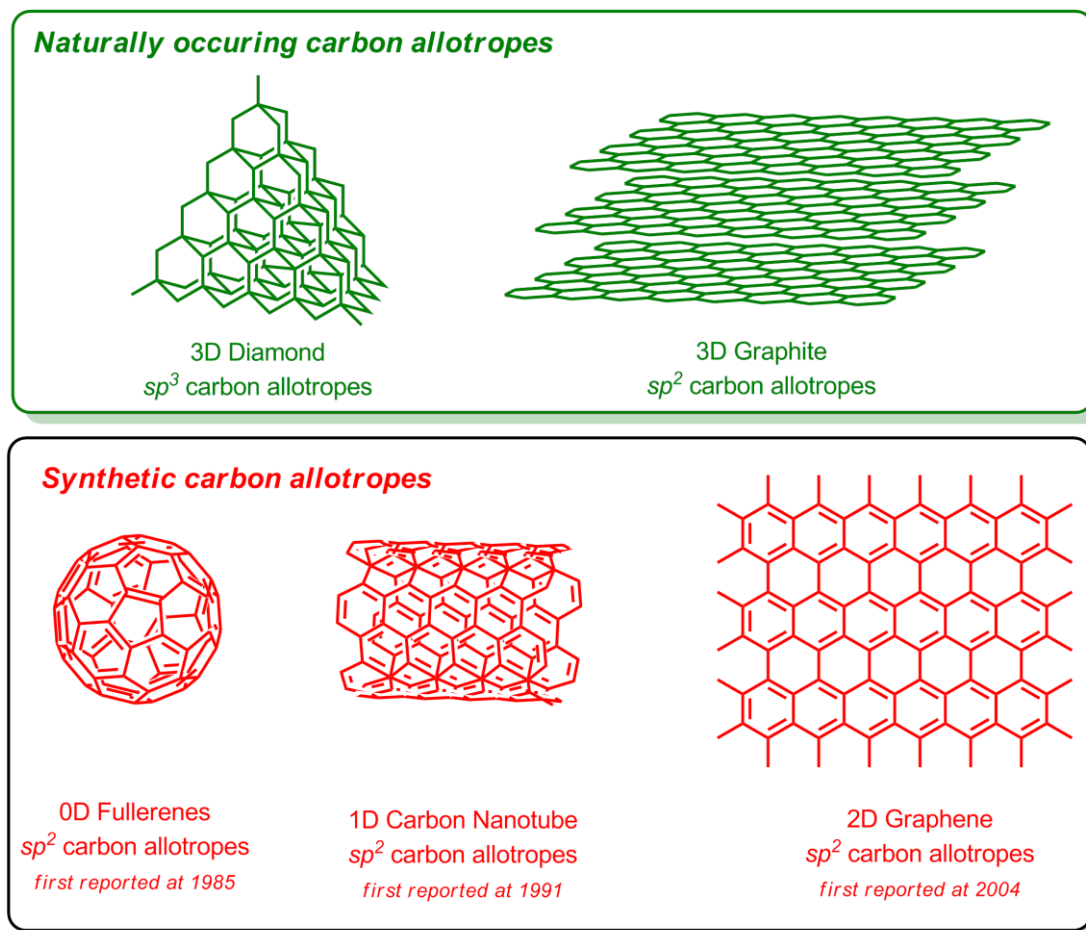 Naturally occuring carbon allotropes
3D Diamond
sp³ carbon allotropes
3D Graphite
sp² carbon allotropes
Synthetic carbon allotropes
0D Fullerenes
sp² carbon allotropes
first reported at 1985
1D Carbon Nanotube
sp² carbon allotropes
first reported at 1991
2D Graphene
sp² carbon allotropes
first reported at 2004